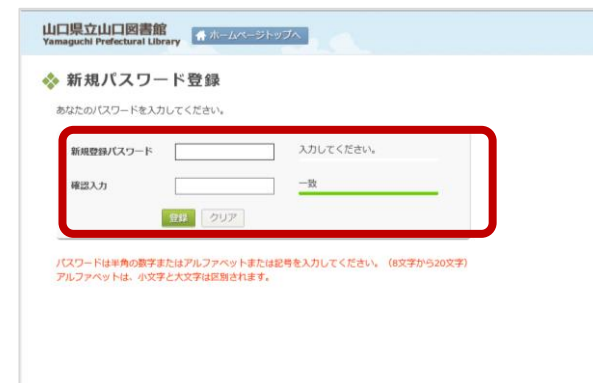 山口県立山口図書館
Yamaguchi Prefectural Library
ホームページトップへ
新規パスワード登録
あなたのパスワードを入力してください。
新規登録パスワード 入力してください。
確認入力 一致
登録 クリア
パスワードは半角の数字またはアルファベットまたは記号を入力してください。（8文字から20文字）
アルファベットは、小文字と大文字は区別されます。